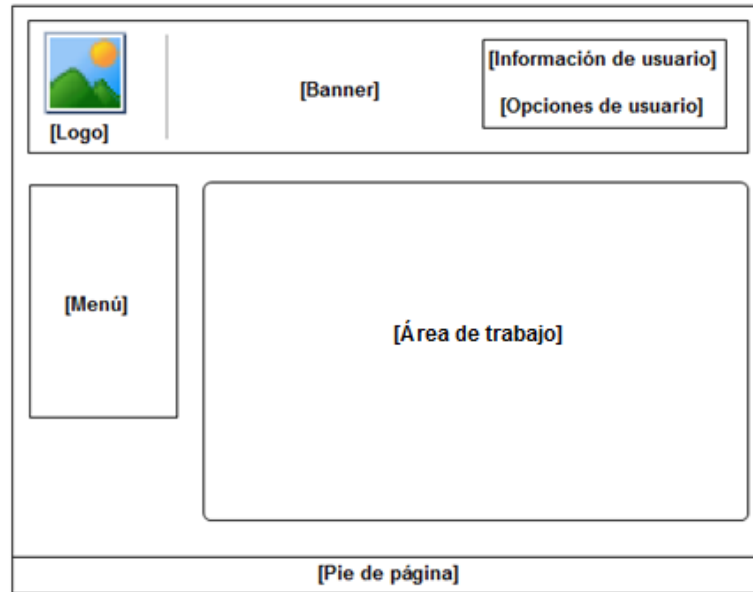 [Logo]
[Banner]
[Información de usuario]
[Opciones de usuario]
[Menú]
[Área de trabajo]
[Pie de página]